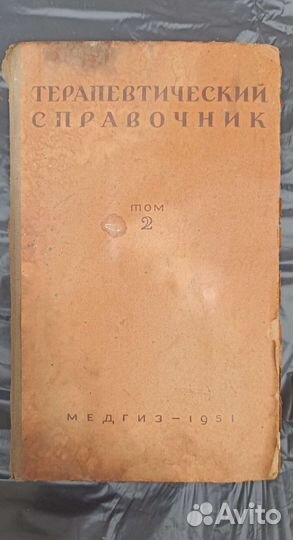 ТЕРАПЕВТИЧЕСКИЙ
СПРАВОЧНИК
том
2
МЕДГИЗ — 1951
Avito